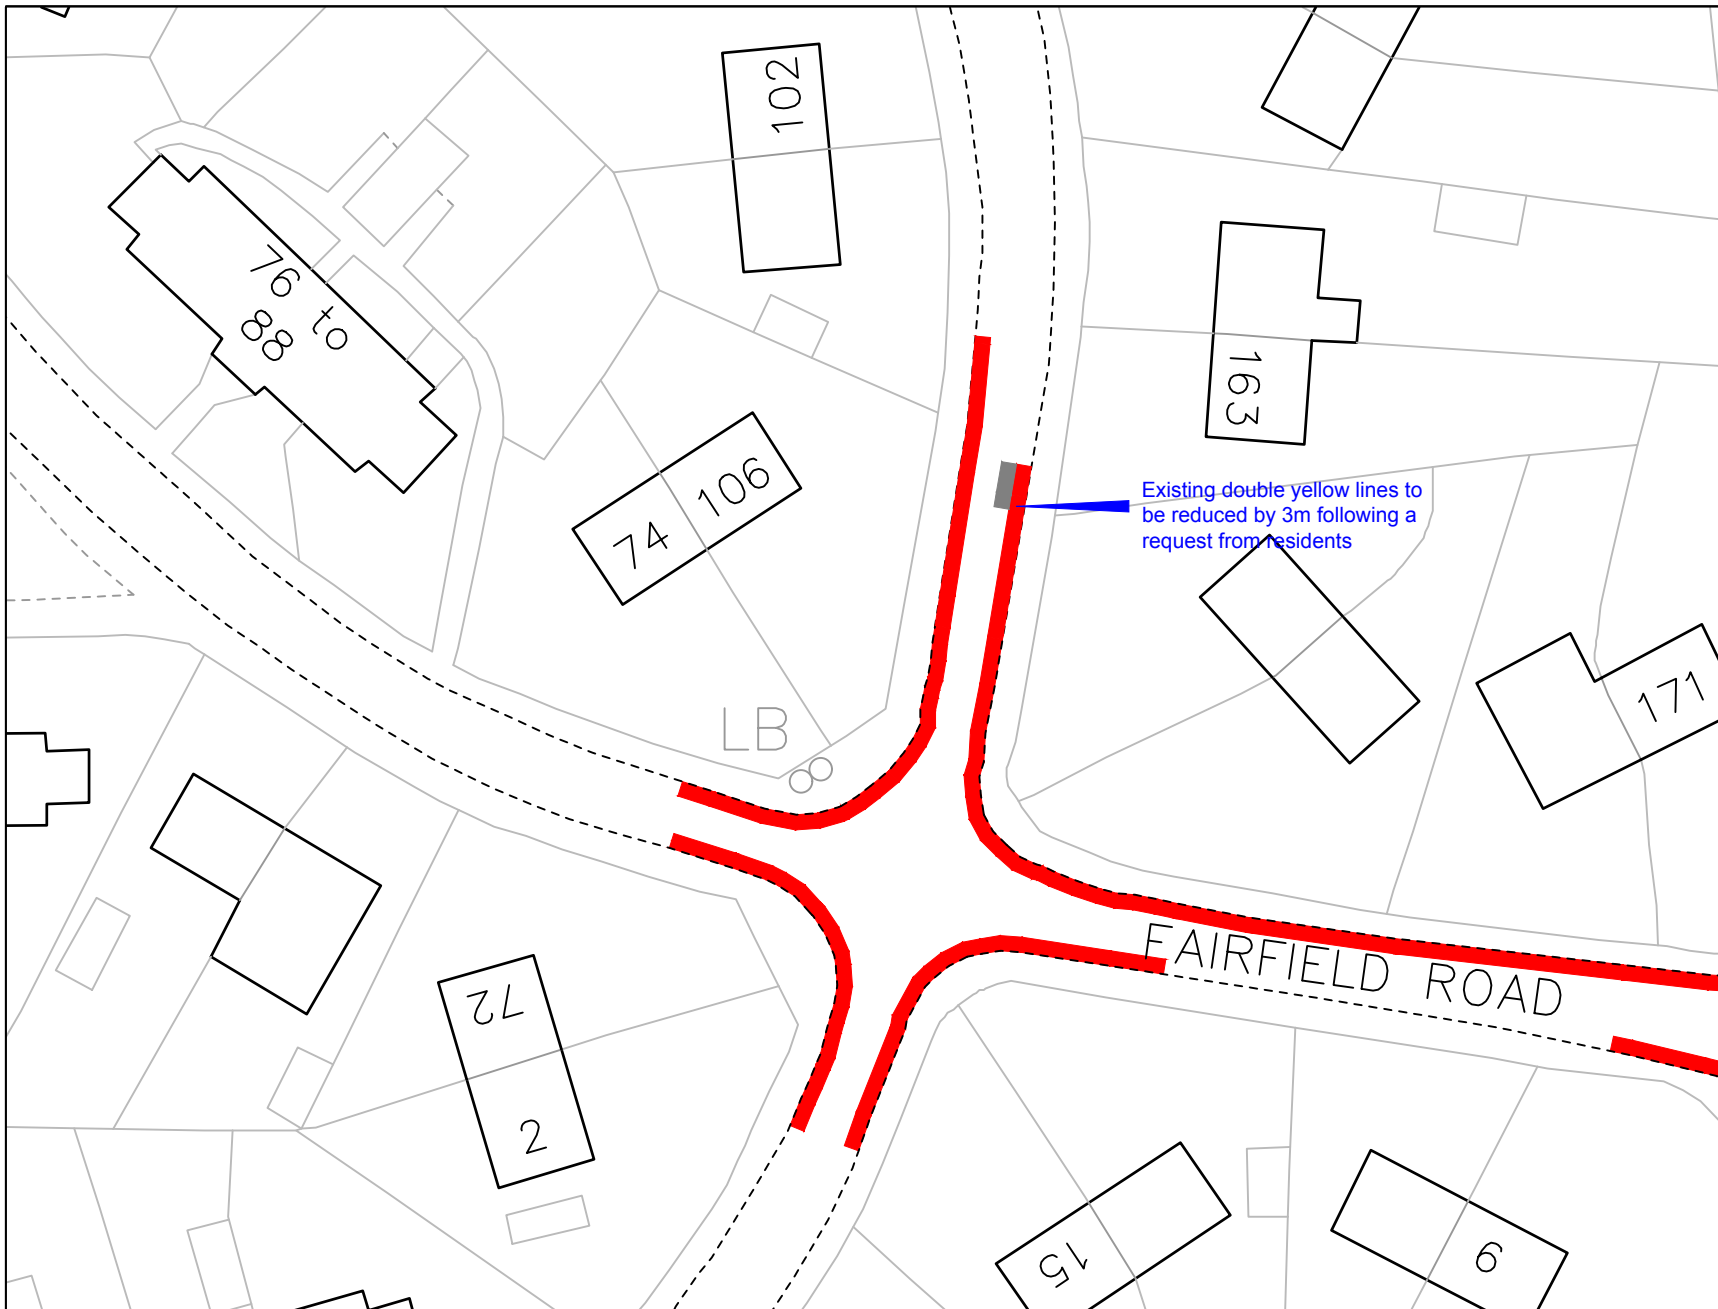 102
76 to
88
163
Existing double yellow lines to
be reduced by 3m following a
request from residents
74 106
171
LB
FAIRFIELD ROAD
72
2
15
9